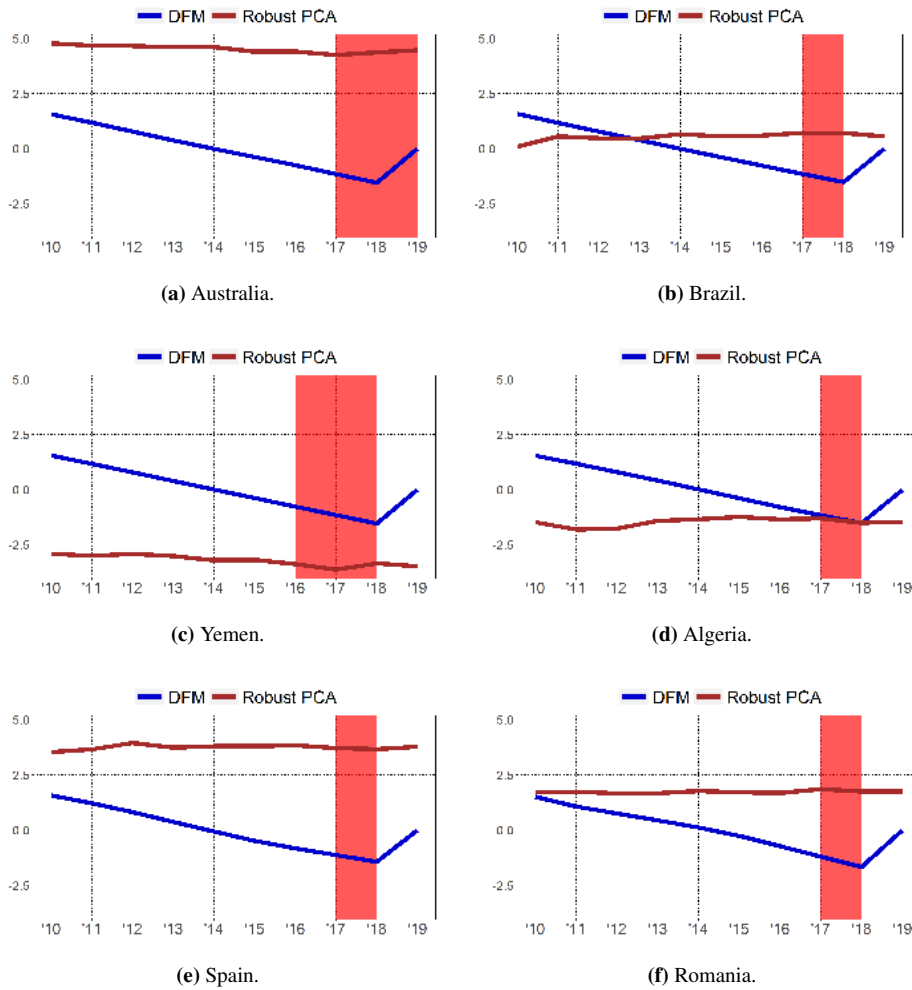 DFM Robust PCA DFM Robust PCA
5.0 5.0
2.5 2.5
0.0 0.0
-2.5 -2.5
'10 '11 '12 '13 '14 '15 '16 '17 '18 '19 '10 '11 '12 '13 '14 '15 '16 '17 '18 '19
(a) Australia. (b) Brazil.
DFM Robust PCA DFM Robust PCA
5.0 5.0
2.5 2.5
0.0 0.0
-2.5 -2.5
'10 '11 '12 '13 '14 '15 '16 '17 '18 '19 '10 '11 '12 '13 '14 '15 '16 '17 '18 '19
(c) Yemen. (d) Algeria.
DFM Robust PCA DFM Robust PCA
5.0 5.0
2.5 2.5
0.0 0.0
-2.5 -2.5
'10 '11 '12 '13 '14 '15 '16 '17 '18 '19 '10 '11 '12 '13 '14 '15 '16 '17 '18 '19
(e) Spain. (f) Romania.